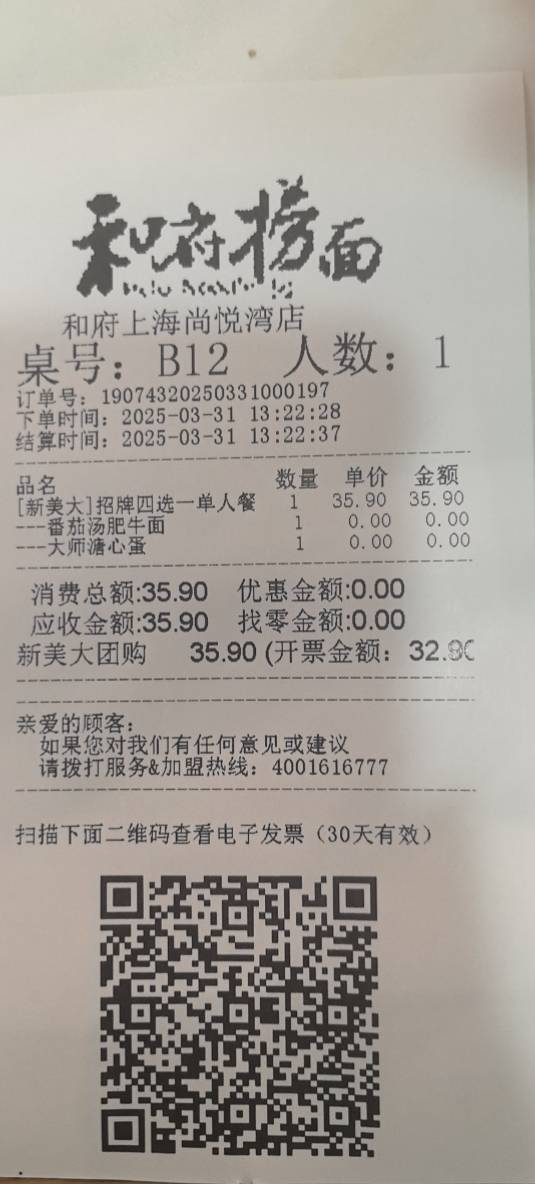 和府捞面
和府上海尚悦湾店
桌号：B12 人数：1
订单号：19074320250331000197
下单时间：2025-03-31 13:22:28
结算时间：2025-03-31 13:22:37
品名 数量 单价 金额
[新美大]招牌四选一单人餐 1 35.90 35.90
---番茄汤肥牛面 1 0.00 0.00
---大师溏心蛋 1 0.00 0.00
消费总额:35.90 优惠金额:0.00
应收金额:35.90 找零金额:0.00
新美大团购 35.90 (开票金额：32.90
亲爱的顾客：
如果您对我们有任何意见或建议
请拨打服务&加盟热线：4001616777
扫描下面二维码查看电子发票（30天有效）